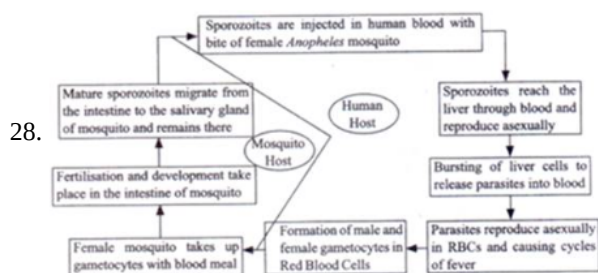 Sporozoites are injected in human blood with
bite of female Anopheles mosquito
Mature sporozoites migrate from
the intestine to the salivary gland
of mosquito and remains there
Human
Host
Sporozoites reach the
liver through blood and
reproduce asexually
28.
Mosquito
Host
Bursting of liver cells to
release parasites into blood
Fertilisation and development take
place in the intestine of mosquito
Female mosquito takes up
gametocytes with blood meal
Formation of male and
female gametocytes in
Red Blood Cells
Parasites reproduce asexually
in RBCs and causing cycles
of fever